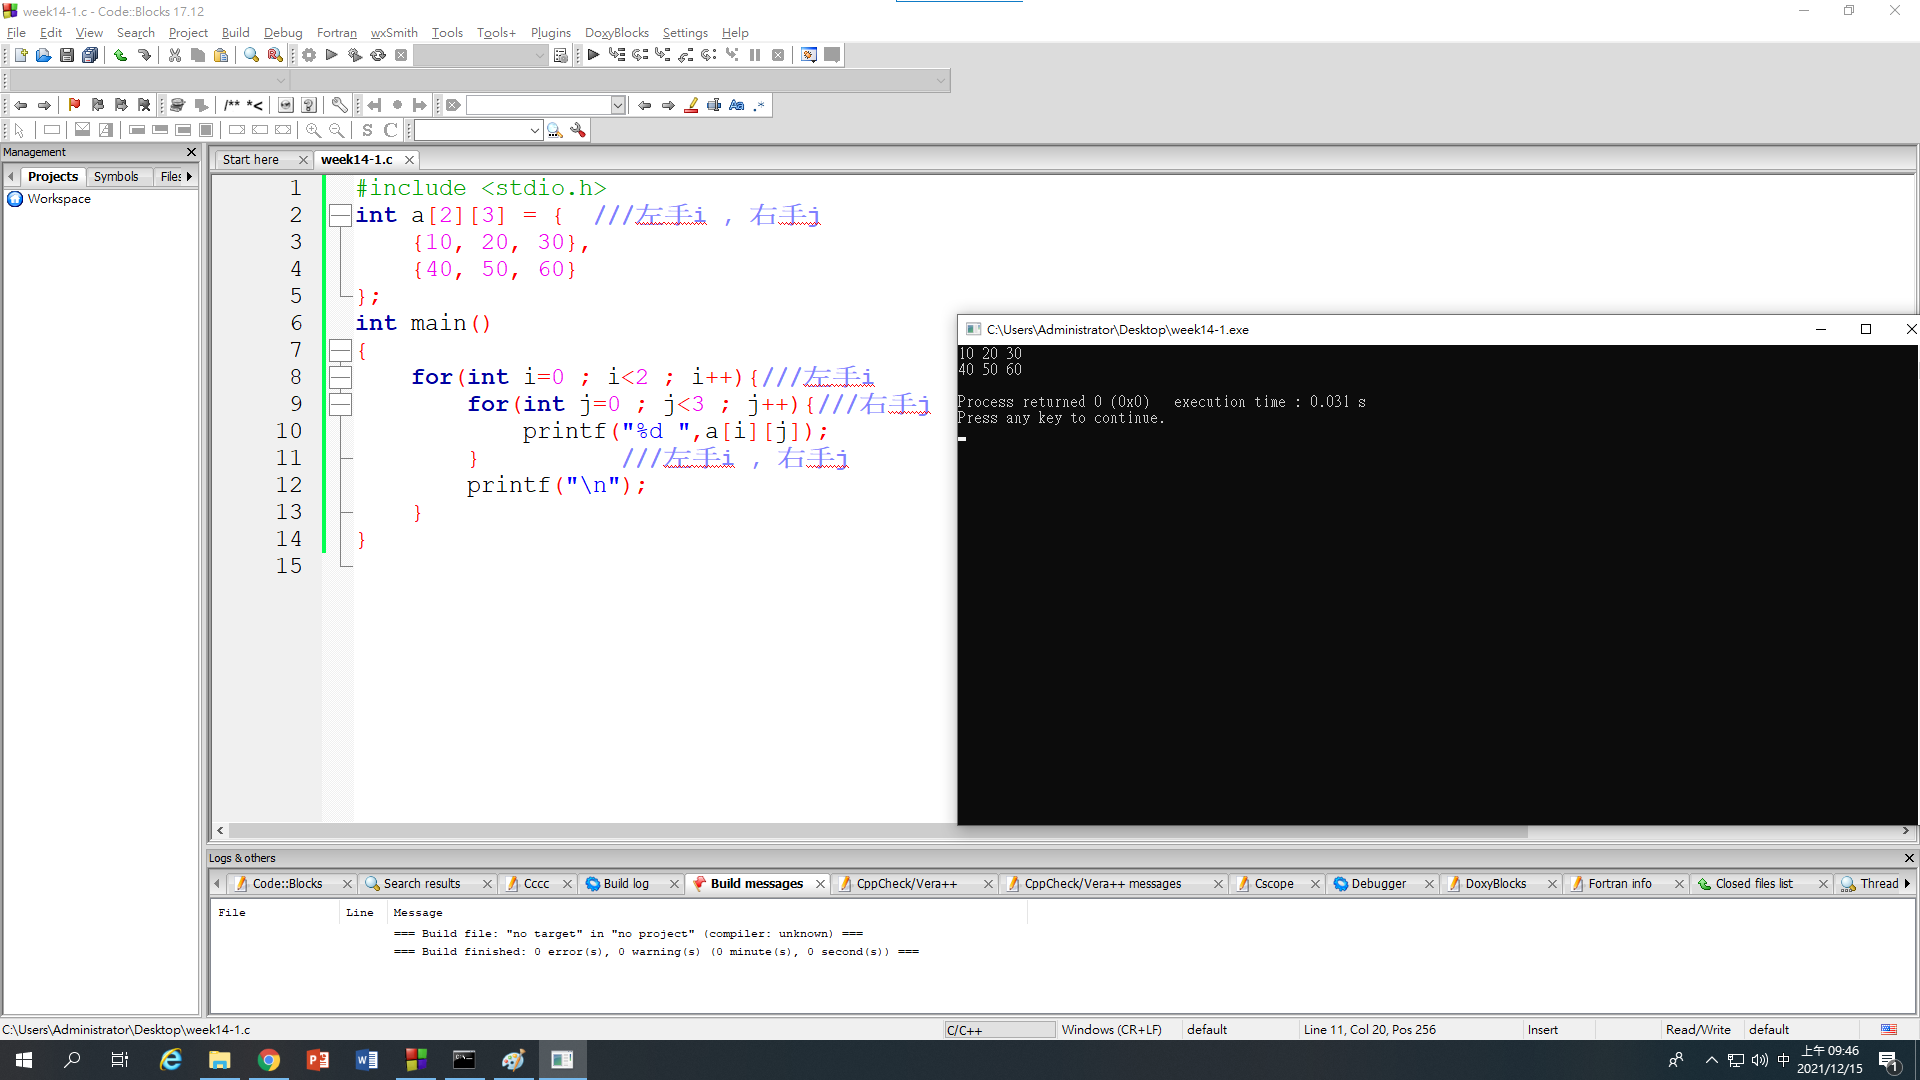 week14-1.c - Code::Blocks 17.12
File Edit View Search Project Build Debug Fortran wxSmith Tools Tools+ Plugins DoxyBlocks Settings Help
/** *<
Aa .*
S C
Management
Projects Symbols Files
Workspace
Start here week14-1.c
1 #include <stdio.h>
2 int a[2][3] = { ///左手i , 右手j
3 {10, 20, 30},
4 {40, 50, 60}
5 };
6 int main()
7 {
8 for(int i=0 ; i<2 ; i++){///左手i
9 for(int j=0 ; j<3 ; j++){///右手j
10 printf("%d ",a[i][j]);
11 } ///左手i , 右手j
12 printf("\n");
13 }
14 }
15
C:\Users\Administrator\Desktop\week14-1.exe
10 20 30
40 50 60
Process returned 0 (0x0) execution time : 0.031 s
Press any key to continue.
Logs & others
Code::Blocks Search results Cccc Build log Build messages CppCheck/Vera++ CppCheck/Vera++ messages Cscope Debugger DoxyBlocks Fortran info Closed files list Thread
File Line Message
=== Build file: "no target" in "no project" (compiler: unknown) ===
=== Build finished: 0 error(s), 0 warning(s) (0 minute(s), 0 second(s)) ===
C:\Users\Administrator\Desktop\week14-1.c C/C++ Windows (CR+LF) default Line 11, Col 20, Pos 256 Insert Read/Write default
中 上午 09:46
2021/12/15
1